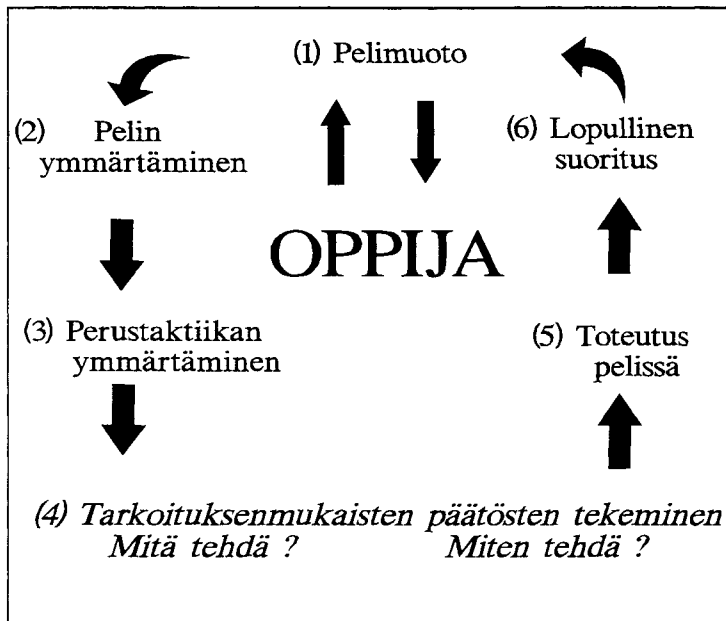 (1) Pelimuoto
(2) Pelin
ymmärtäminen
(6) Lopullinen
suoritus
OPPIJA
(3) Perustaktiikan
ymmärtäminen
(5) Toteutus
pelissä
(4) Tarkoituksenmukaisten päätösten tekeminen
Mitä tehdä ? Miten tehdä ?